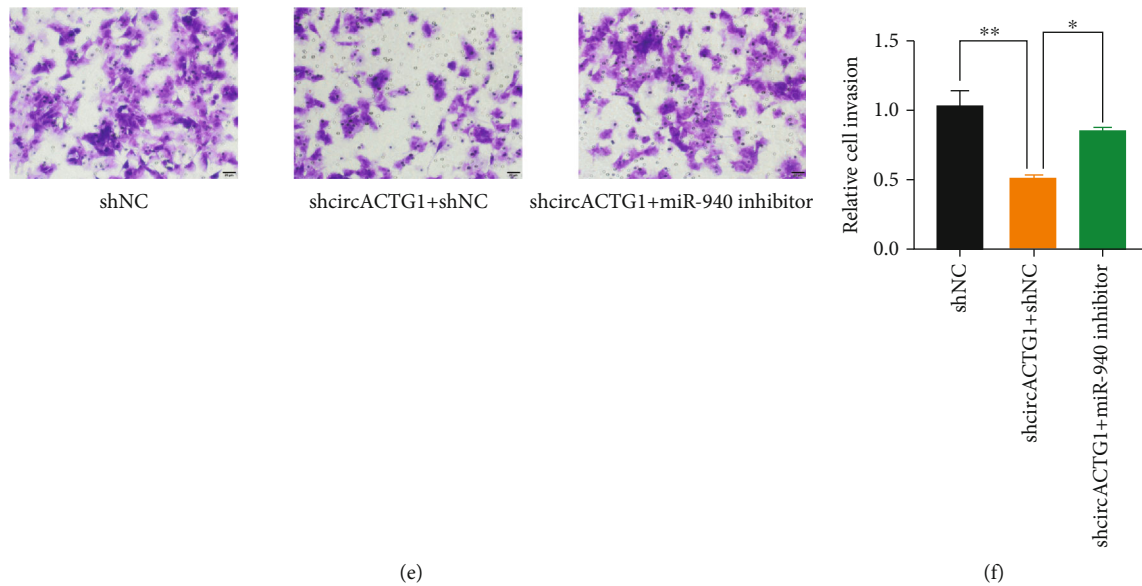 shNC
shcircACTG1+shNC
shcircACTG1+miR-940 inhibitor
(e)
Relative cell invasion
1.5
1.0
0.5
0.0
**
*
shNC
shcircACTG1+shNC
shcircACTG1+miR-940 inhibitor
(f)